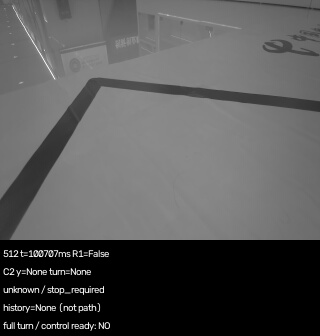 512 t=100707ms R1=False
C2 y=None turn=None
unknown / stop_required
history=None (not path)
full turn / control ready: NO